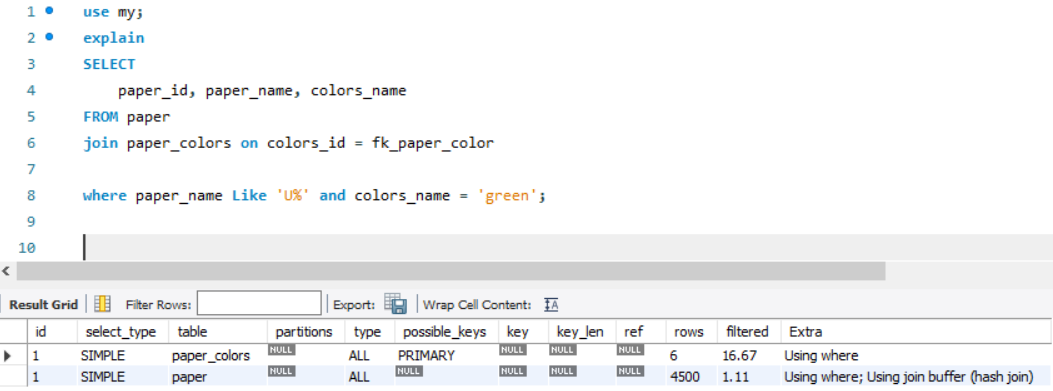 1 use my;
2 explain
3 SELECT
4 paper_id, paper_name, colors_name
5 FROM paper
6 join paper_colors on colors_id = fk_paper_color
7
8 where paper_name Like 'U%' and colors_name = 'green';
9
10
Result Grid Filter Rows: Export: Wrap Cell Content: IA
id select_type table partitions type possible_keys key key_len ref rows filtered Extra
1 SIMPLE paper_colors NULL ALL PRIMARY NULL NULL NULL 6 16.67 Using where
1 SIMPLE paper NULL ALL NULL NULL NULL NULL 4500 1.11 Using where; Using join buffer (hash join)